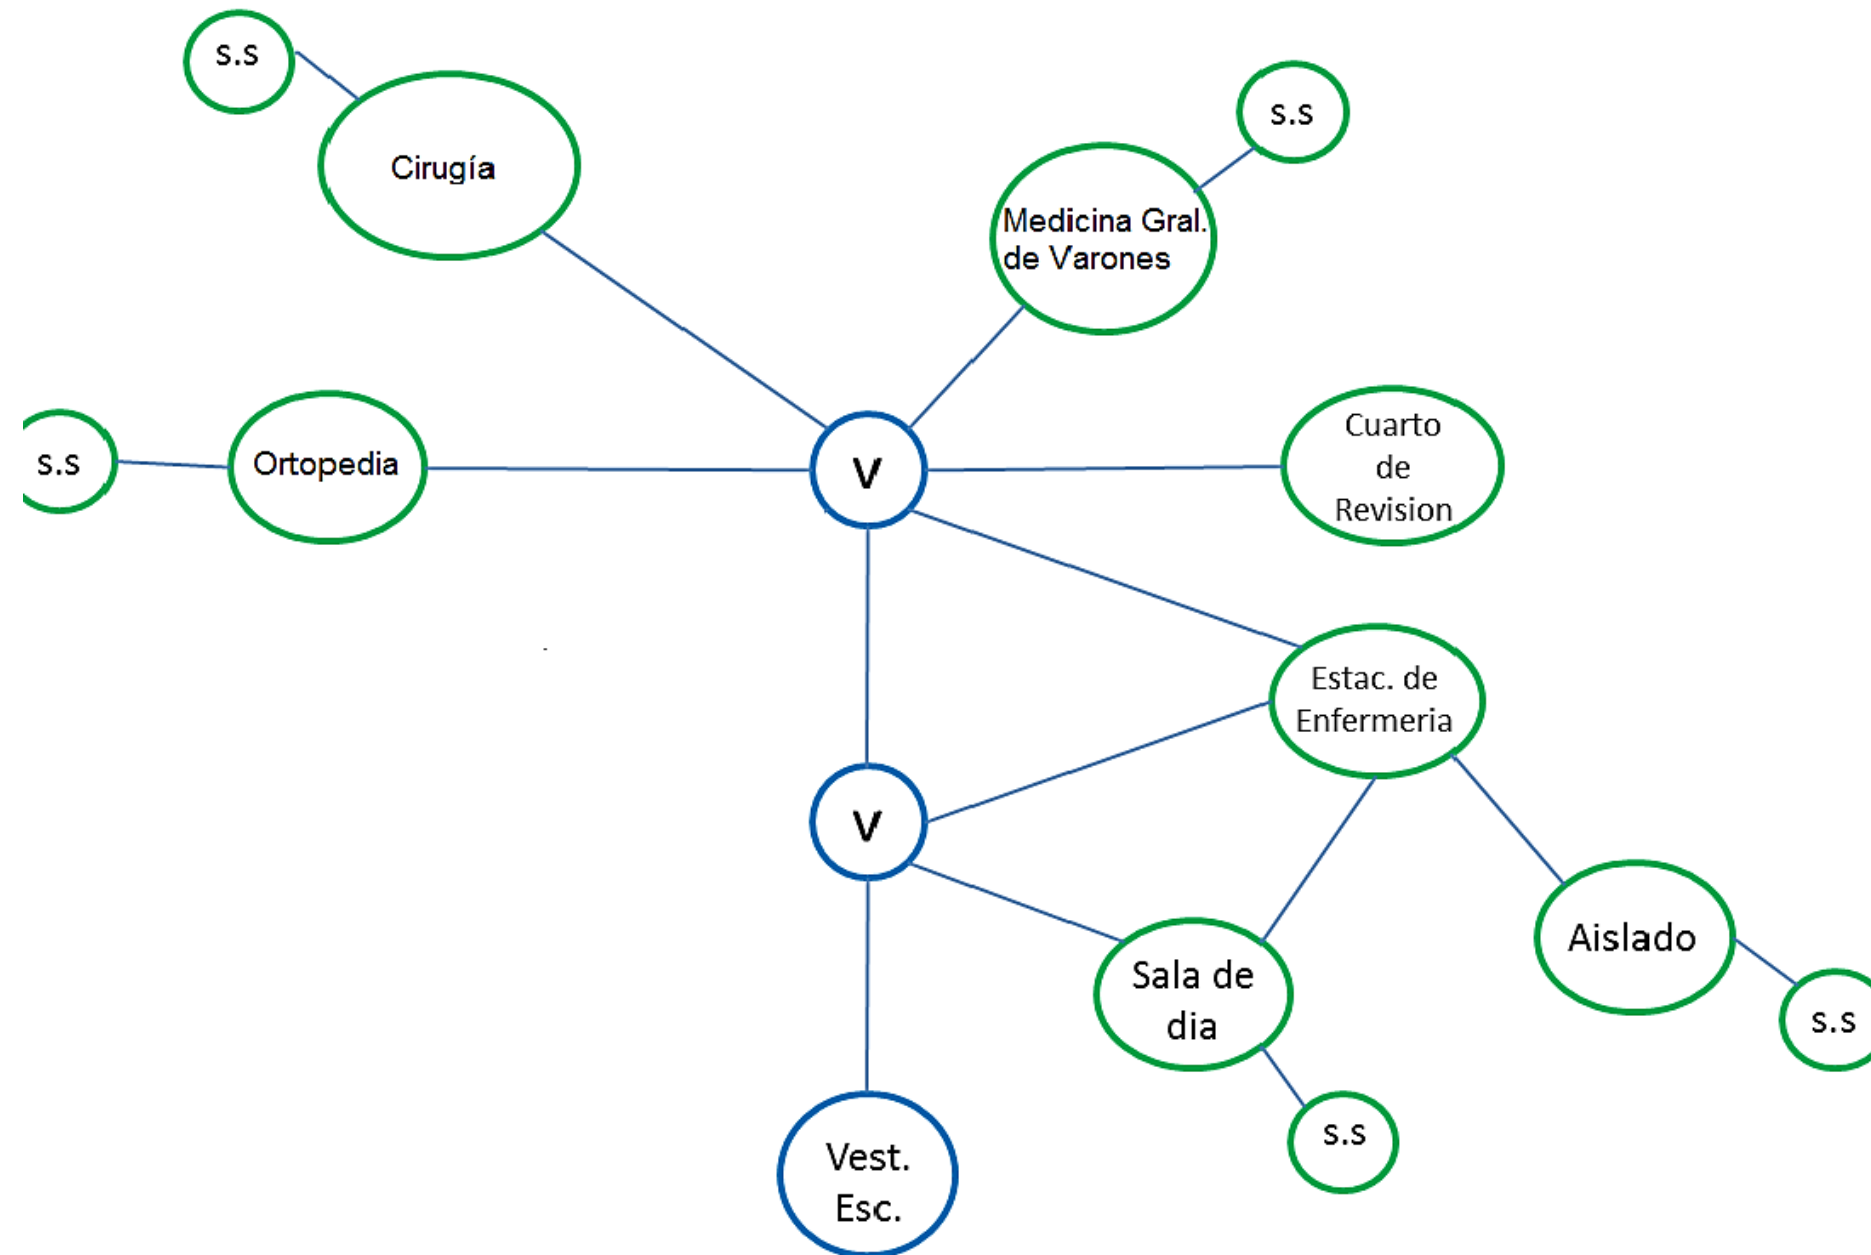 s.s
s.s
Cirugía
Medicina Gral.
de Varones
Cuarto
de
Revision
s.s
Ortopedia
V
Estac. de
Enfermeria
V
Aislado
Sala de
dia
s.s
s.s
Vest.
Esc.